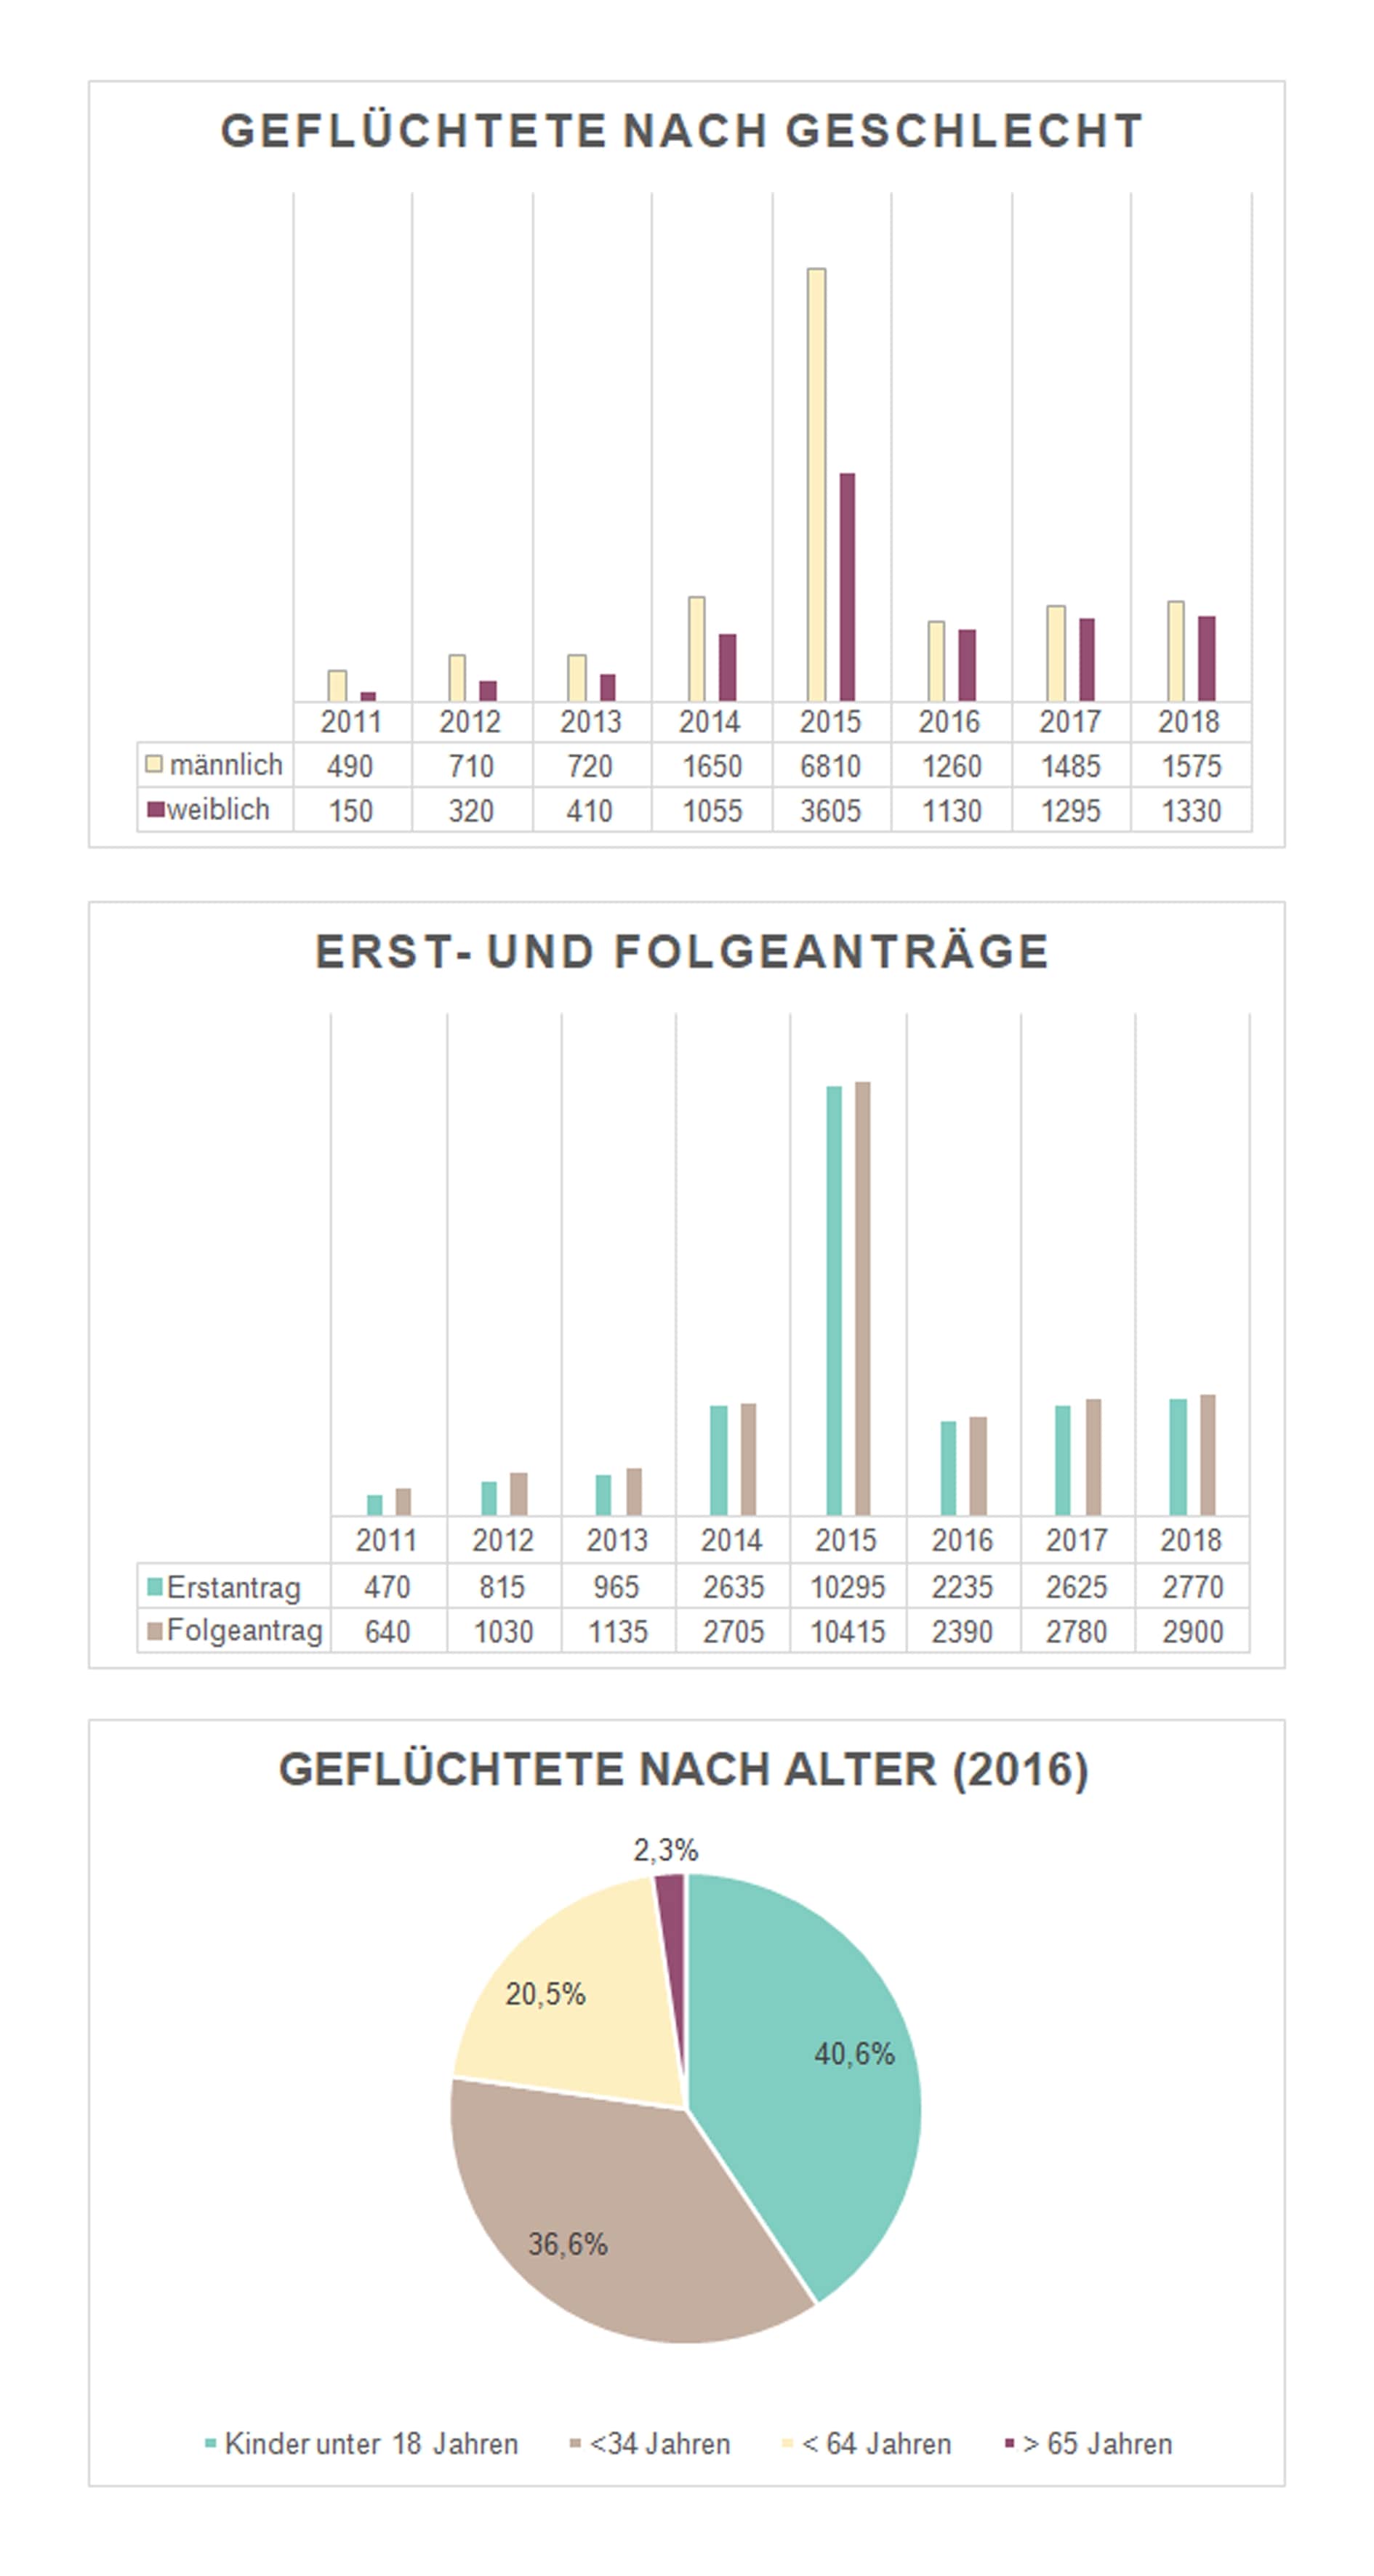 GEFLÜCHTETE NACH GESCHLECHT
2011 2012 2013 2014 2015 2016 2017 2018
männlich 490 710 720 1650 6810 1260 1485 1575
weiblich 150 320 410 1055 3605 1130 1295 1330
ERST- UND FOLGEANTRÄGE
2011 2012 2013 2014 2015 2016 2017 2018
Erstantrag 470 815 965 2635 10295 2235 2625 2770
Folgeantrag 640 1030 1135 2705 10415 2390 2780 2900
GEFLÜCHTETE NACH ALTER (2016)
2,3%
20,5%
40,6%
36,6%
Kinder unter 18 Jahren <34 Jahren < 64 Jahren > 65 Jahren